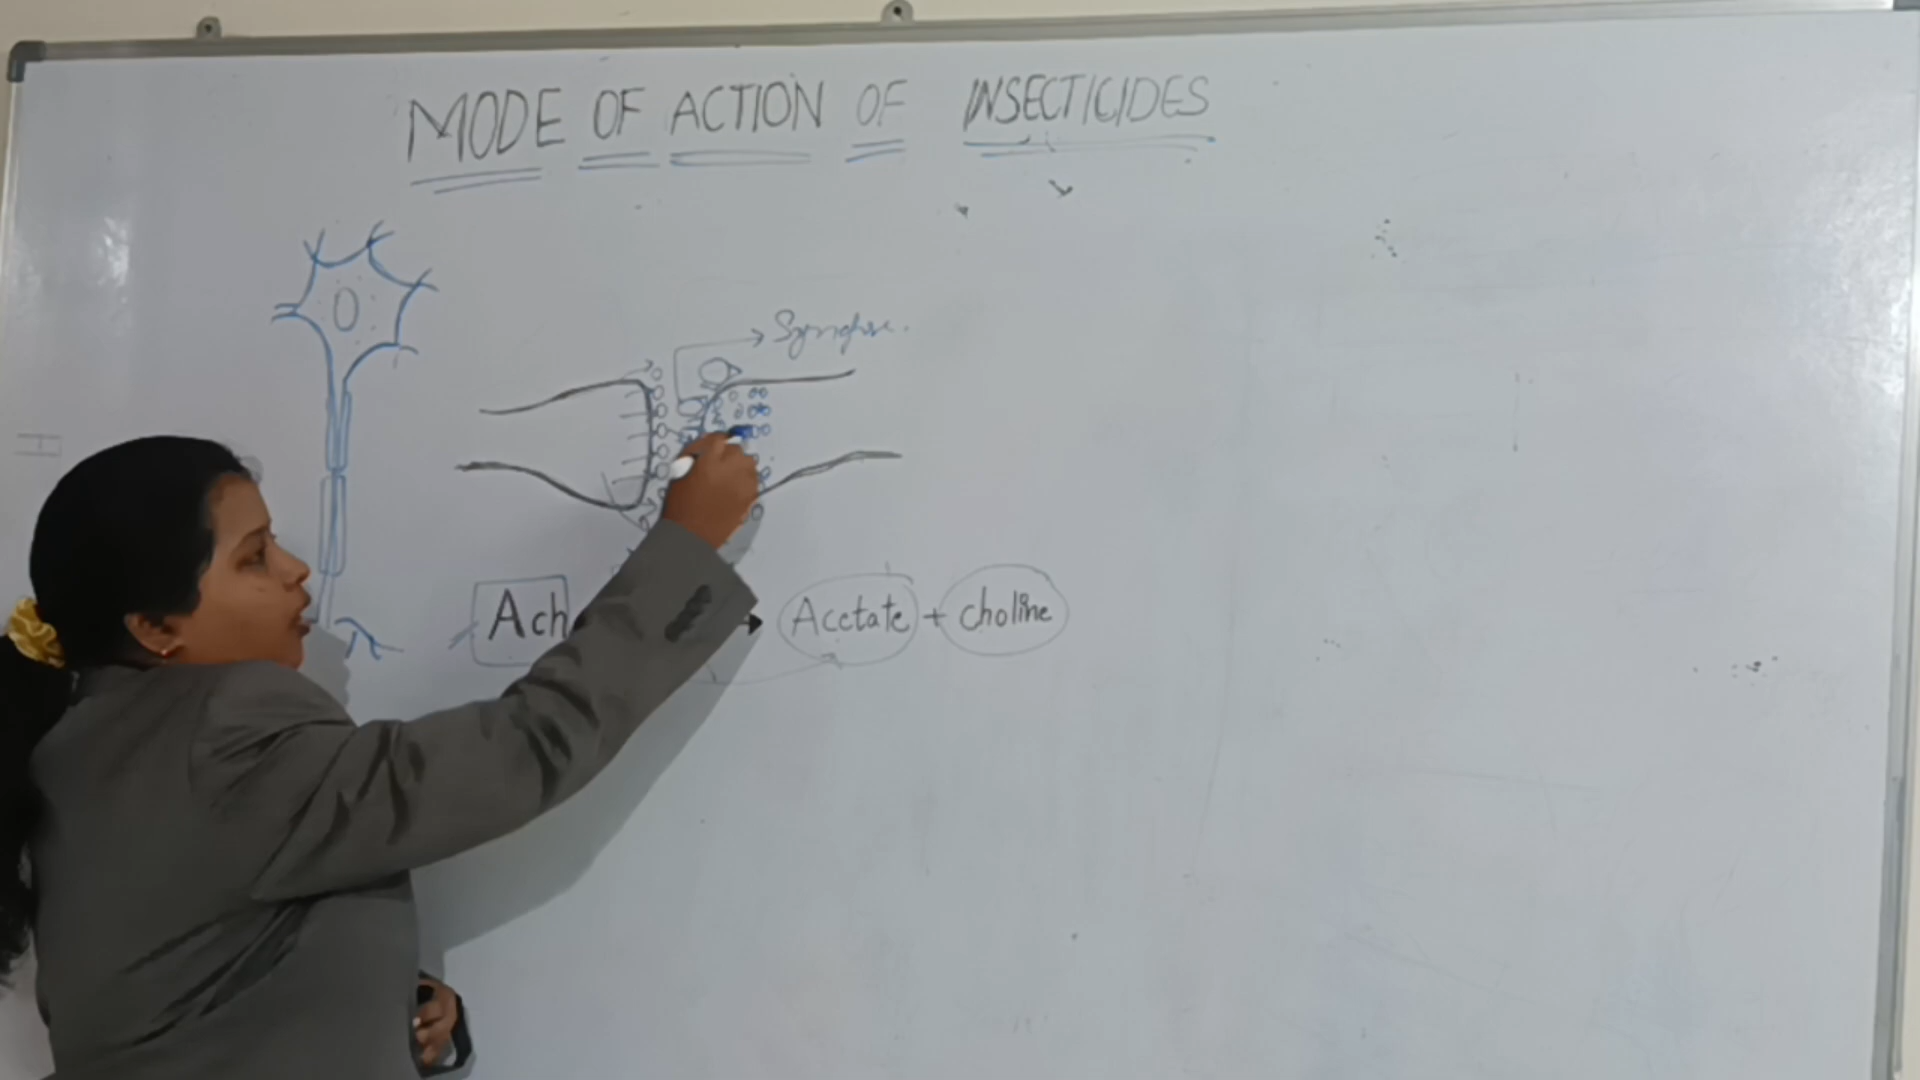 MODE OF ACTION OF INSECTICIDES
Synapse.
Ach
Acetate + choline